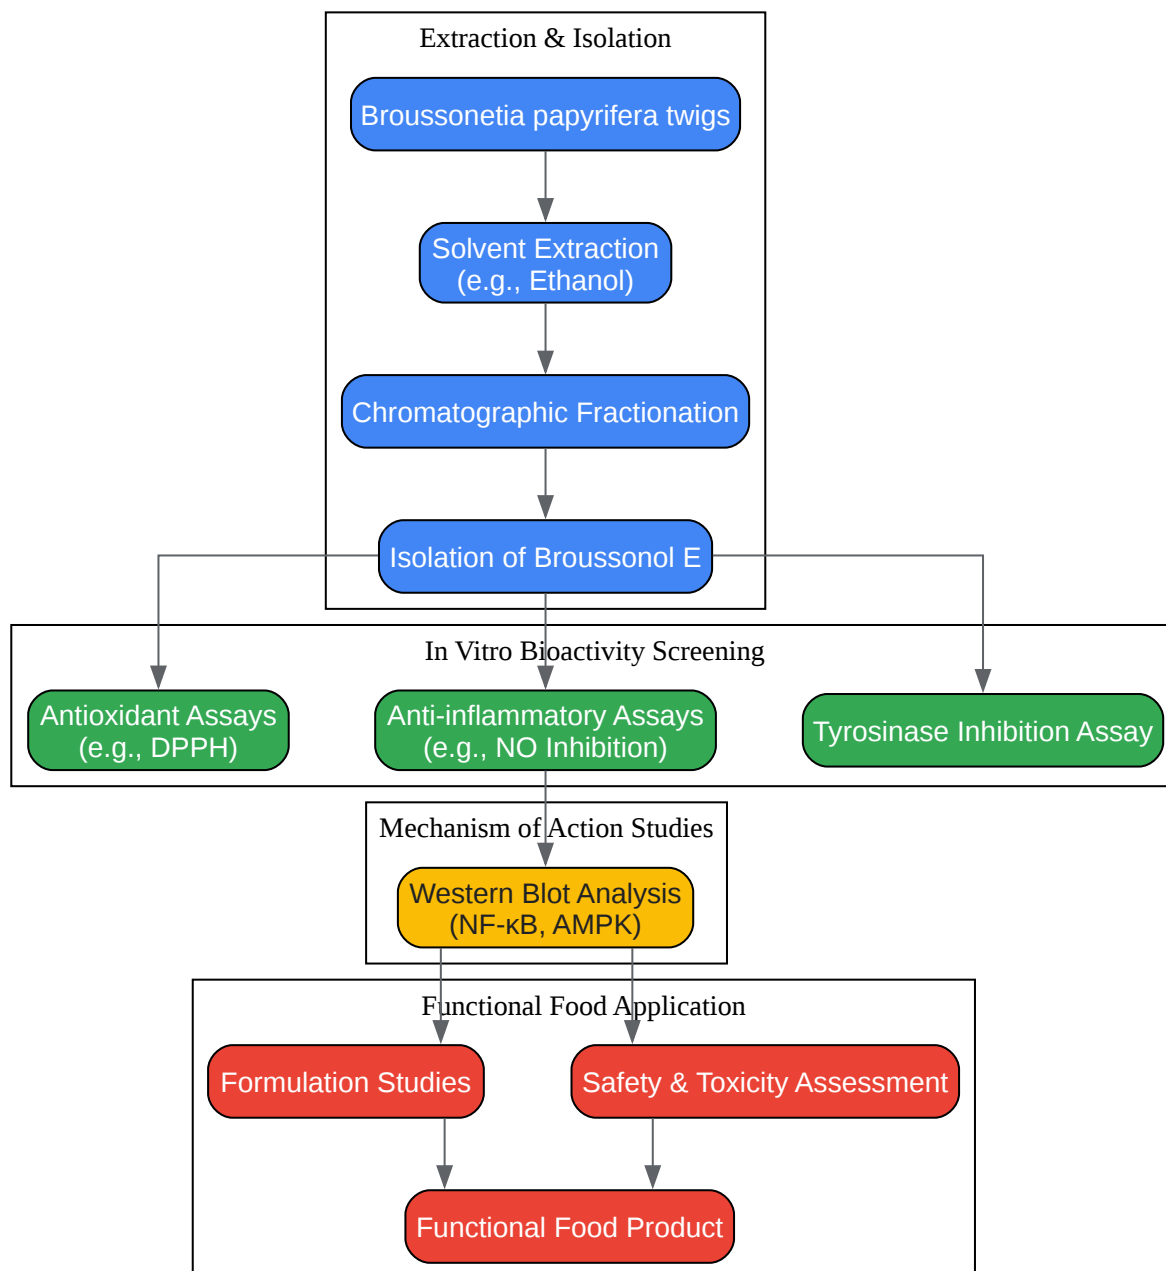 Extraction & Isolation
Broussonetia papyrifera twigs
Solvent Extraction
(e.g., Ethanol)
Chromatographic Fractionation
Isolation of Broussonol E
In Vitro Bioactivity Screening
Antioxidant Assays
(e.g., DPPH)
Anti-inflammatory Assays
(e.g., NO Inhibition)
Tyrosinase Inhibition Assay
Mechanism of Action Studies
Western Blot Analysis
(NF-κB, AMPK)
Functional Food Application
Formulation Studies
Safety & Toxicity Assessment
Functional Food Product